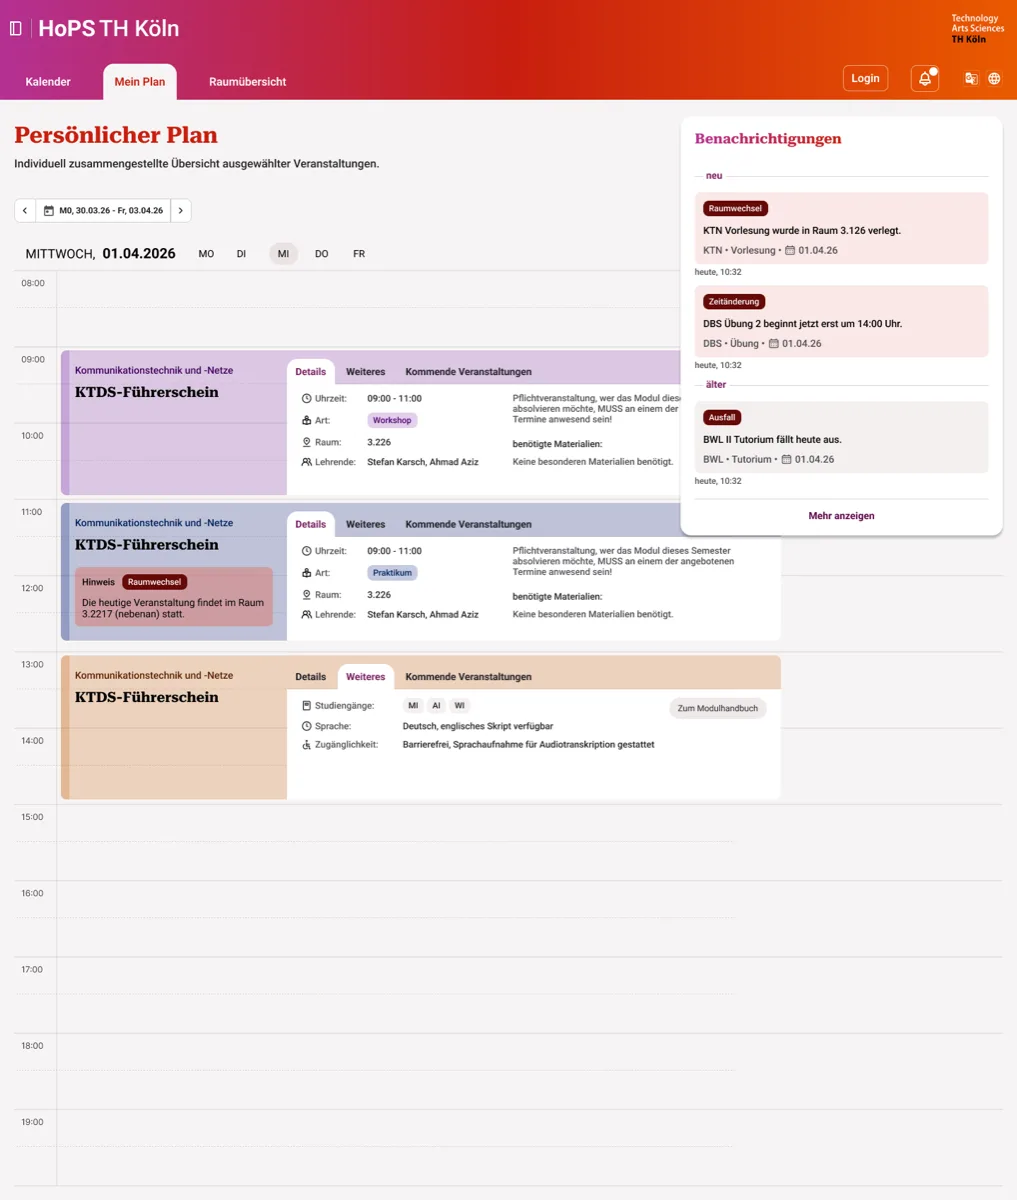 HoPS TH Köln
Technology
Arts Sciences
TH Köln
Kalender
Mein Plan
Raumübersicht
Login
Persönlicher Plan
Individuell zusammengestellte Übersicht ausgewählter Veranstaltungen.
MO, 30.03.26 - Fr, 03.04.26
MITTWOCH, 01.04.2026
MO
DI
MI
DO
FR
Benachrichtigungen
neu
Raumwechsel
KTN Vorlesung wurde in Raum 3.126 verlegt.
KTN • Vorlesung • 01.04.26
heute, 10:32
Zeitänderung
DBS Übung 2 beginnt jetzt erst um 14:00 Uhr.
DBS • Übung • 01.04.26
heute, 10:32
älter
Ausfall
BWL II Tutorium fällt heute aus.
BWL • Tutorium • 01.04.26
heute, 10:32
Mehr anzeigen
08:00
09:00
Kommunikationstechnik und -Netze
KTDS-Führerschein
Details
Weiteres
Kommende Veranstaltungen
Uhrzeit: 09:00 - 11:00
Art: Workshop
Raum: 3.226
Lehrende: Stefan Karsch, Ahmad Aziz
Pflichtveranstaltung, wer das Modul diese
absolvieren möchte, MUSS an einem der
Termine anwesend sein!
benötigte Materialien:
Keine besonderen Materialien benötigt.
10:00
11:00
Kommunikationstechnik und -Netze
KTDS-Führerschein
Hinweis Raumwechsel
Die heutige Veranstaltung findet im Raum
3.2217 (nebenan) statt.
Details
Weiteres
Kommende Veranstaltungen
Uhrzeit: 09:00 - 11:00
Art: Praktikum
Raum: 3.226
Lehrende: Stefan Karsch, Ahmad Aziz
Pflichtveranstaltung, wer das Modul dieses Semester
absolvieren möchte, MUSS an einem der angebotenen
Termine anwesend sein!
benötigte Materialien:
Keine besonderen Materialien benötigt.
12:00
13:00
Kommunikationstechnik und -Netze
KTDS-Führerschein
Details
Weiteres
Kommende Veranstaltungen
Studiengänge: MI AI WI
Sprache: Deutsch, englisches Skript verfügbar
Zugänglichkeit: Barrierefrei, Sprachaufnahme für Audiotranskription gestattet
Zum Modulhandbuch
14:00
15:00
16:00
17:00
18:00
19:00